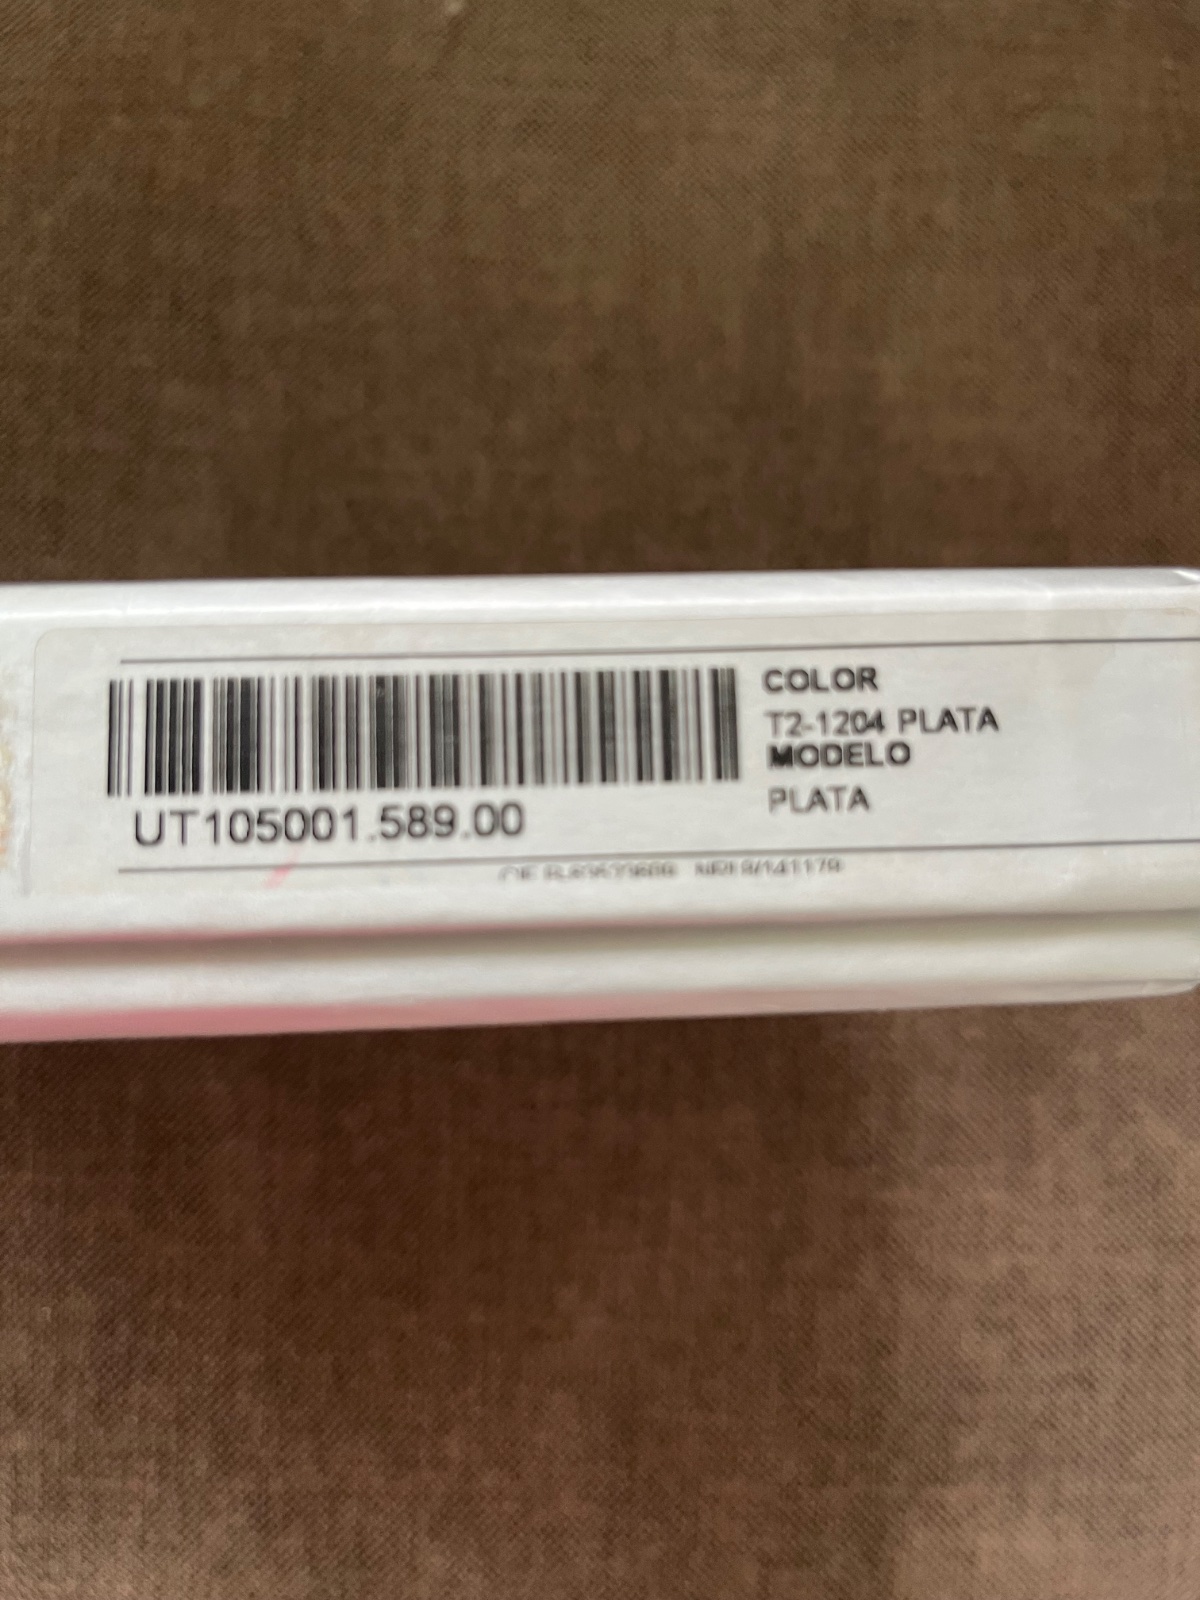 COLOR
T2-1204 PLATA
MODELO
PLATA
UT105001.589.00